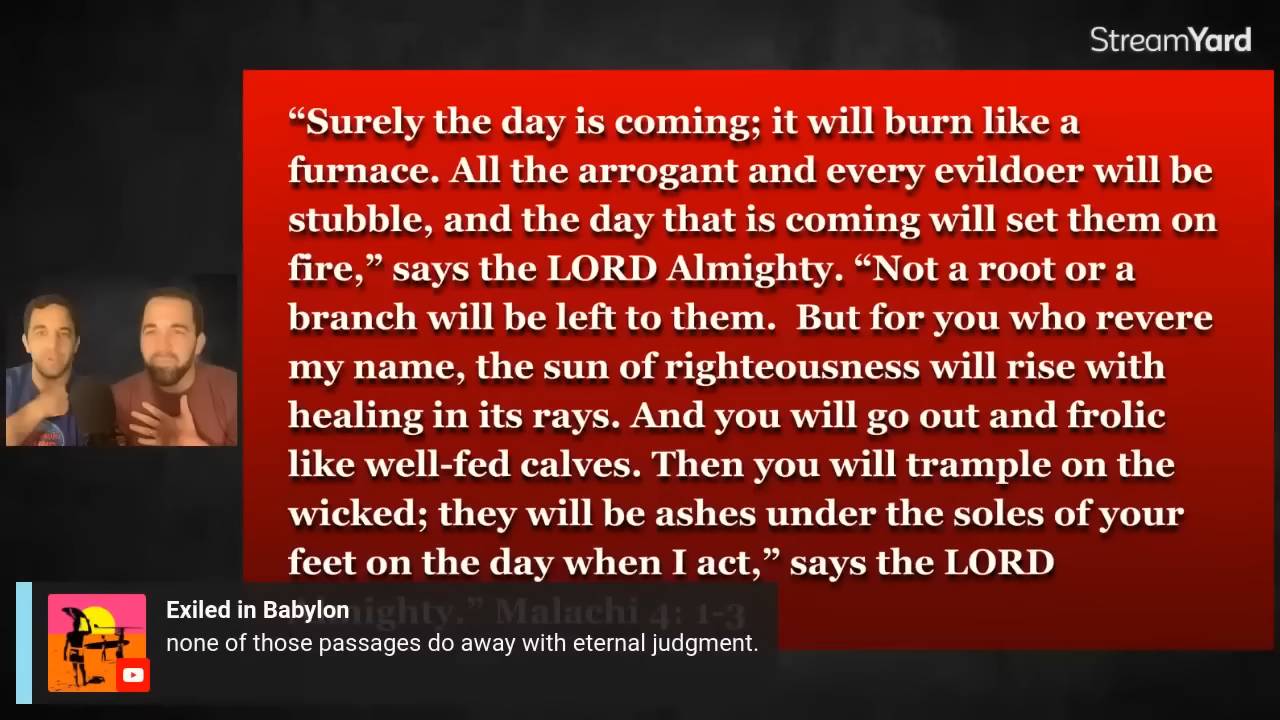 StreamYard
“Surely the day is coming; it will burn like a
furnace. All the arrogant and every evildoer will be
stubble, and the day that is coming will set them on
fire,” says the LORD Almighty. “Not a root or a
branch will be left to them.  But for you who revere
my name, the sun of righteousness will rise with
healing in its rays. And you will go out and frolic
like well-fed calves. Then you will trample on the
wicked; they will be ashes under the soles of your
feet on the day when I act,” says the LORD
Almighty.” Malachi 4: 1-3
Exiled in Babylon
none of those passages do away with eternal judgment.